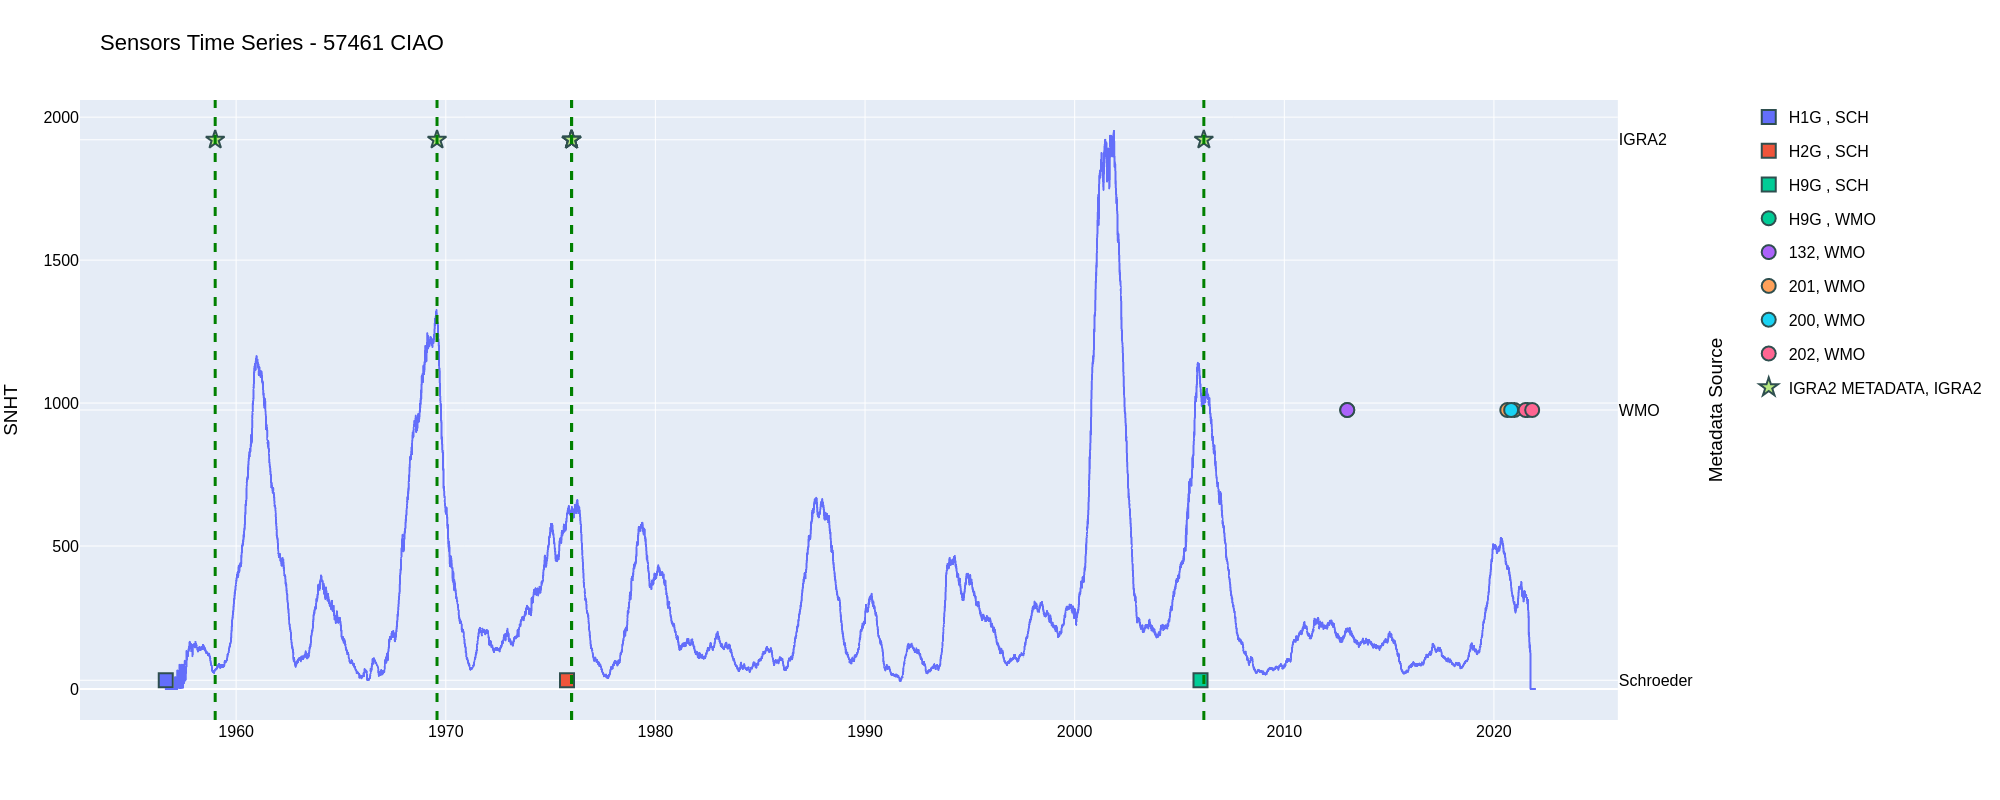 Sensors Time Series - 57461 CIAO
SNHT
2000
1500
1000
500
0
1960
1970
1980
1990
2000
2010
2020
IGRA2
WMO
Schroeder
Metadata Source
H1G , SCH
H2G , SCH
H9G , SCH
H9G , WMO
132, WMO
201, WMO
200, WMO
202, WMO
IGRA2 METADATA, IGRA2